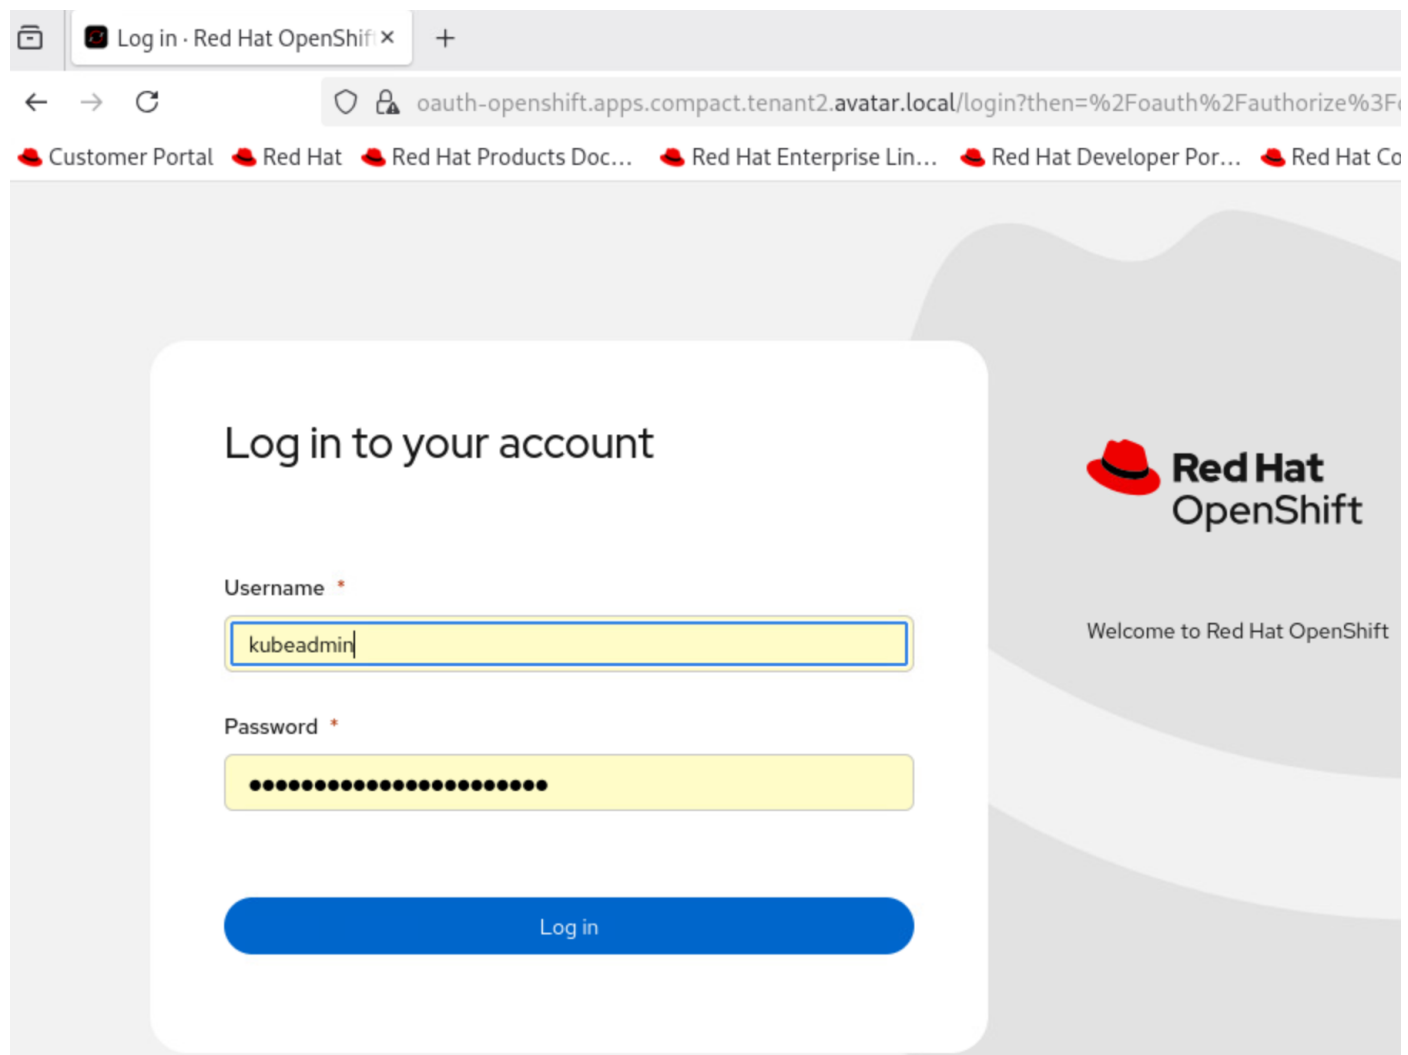 Log in · Red Hat OpenShif
oauth-openshift.apps.compact.tenant2.avatar.local/login?then=%2Foauth%2Fauthorize%3F
Customer Portal Red Hat Red Hat Products Doc... Red Hat Enterprise Lin... Red Hat Developer Por... Red Hat Co
Log in to your account
Red Hat
OpenShift
Username *
kubeadmin
Welcome to Red Hat OpenShift
Password *
●●●●●●●●●●●●●●●●●●●●●●●
Log in